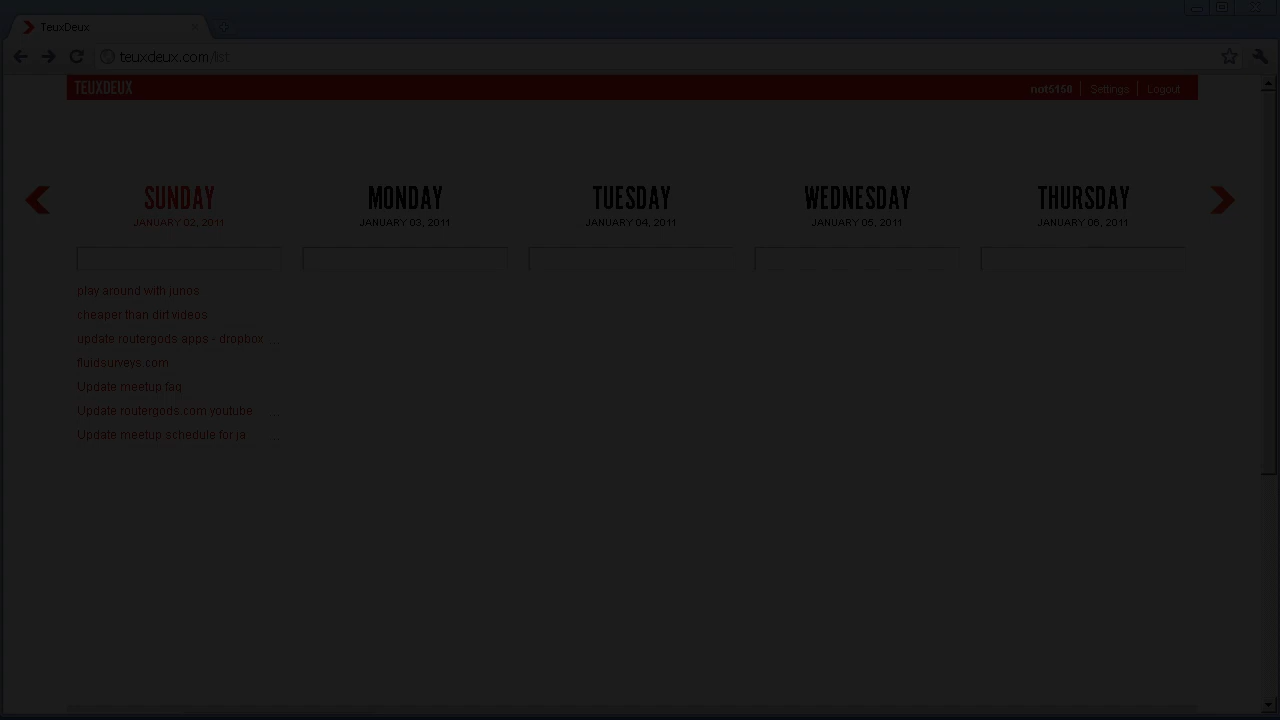 TeuxDeux
teuxdeux.com/list
TEUXDEUX
not5150 Settings Logout
SUNDAY MONDAY TUESDAY WEDNESDAY THURSDAY
JANUARY 02, 2011 JANUARY 03, 2011 JANUARY 04, 2011 JANUARY 05, 2011 JANUARY 06, 2011
play around with junos
cheaper than dirt videos
update routergods apps - dropbox ...
fluidsurveys.com
Update meetup faq
Update routergods.com youtube ...
Update meetup schedule for ja ...